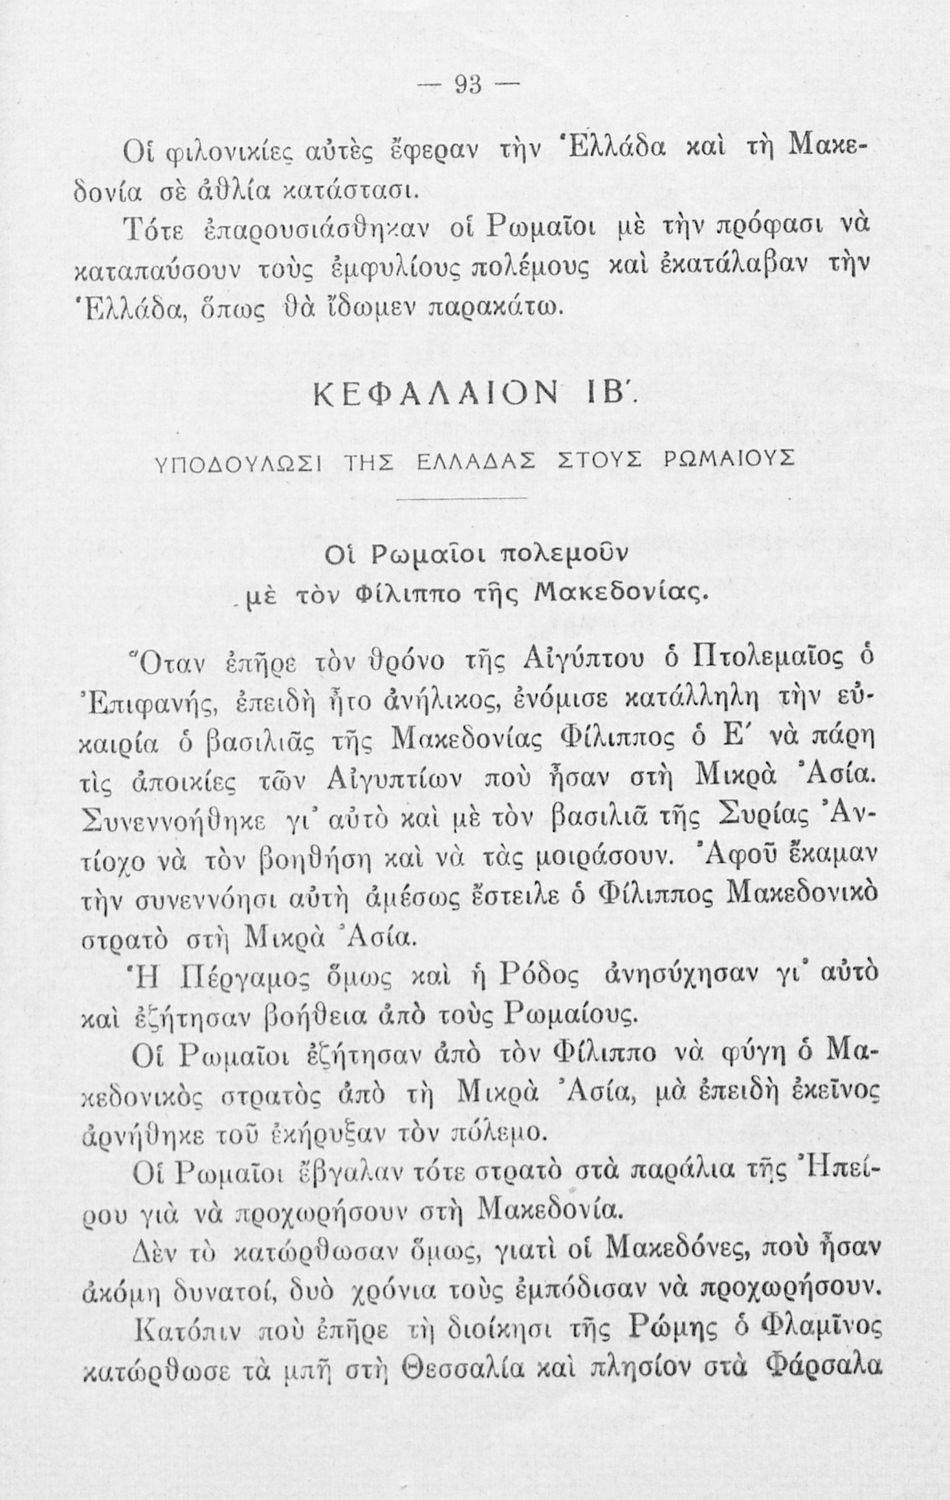 — 93 —
Οἱ φιλονικίες αὐτὲς ἔφεραν τὴν Ἑλλάδα καὶ τὴ Μακε-
δονία σὲ ἀθλία κατάστασι.
Τότε ἐπαρουσιάσθηκαν οἱ Ρωμαῖοι μὲ τὴν πρόφασι νὰ
καταπαύσουν τοὺς ἐμφυλίους πολέμους καὶ ἐκατάλαβαν τὴν
Ἑλλάδα, ὅπως θὰ ἴδωμεν παρακάτω.
ΚΕΦΑΛΑΙΟΝ ΙΒ΄.
ΥΠΟΔΟΥΛΩΣΙ ΤΗΣ ΕΛΛΑΔΑΣ ΣΤΟΥΣ ΡΩΜΑΙΟΥΣ
Οἱ Ρωμαῖοι πολεμοῦν
μὲ τὸν Φίλιππο τῆς Μακεδονίας.
Ὅταν ἐπῆρε τὸν θρόνο τῆς Αἰγύπτου ὁ Πτολεμαῖος ὁ
Ἐπιφανής, ἐπειδὴ ἦτο ἀνήλικος, ἐνόμισε κατάλληλη τὴν εὐ-
καιρία ὁ βασιλιᾶς τῆς Μακεδονίας Φίλιππος ὁ Ε΄ νὰ πάρη
τὶς ἀποικίες τῶν Αἰγυπτίων ποὺ ἦσαν στὴ Μικρὰ Ἀσία.
Συνεννοήθηκε γι' αὐτὸ καὶ μὲ τὸν βασιλιᾶ τῆς Συρίας Ἀν-
τίοχο νὰ τὸν βοηθήση καὶ νὰ τὰς μοιράσουν. Ἀφοῦ ἔκαμαν
τὴν συνεννόησι αὐτὴ ἀμέσως ἔστειλε ὁ Φίλιππος Μακεδονικὸ
στρατὸ στὴ Μικρὰ Ἀσία.
Ἡ Πέργαμος ὅμως καὶ ἡ Ρόδος ἀνησύχησαν γι' αὐτὸ
καὶ ἐζήτησαν βοήθεια ἀπὸ τοὺς Ρωμαίους.
Οἱ Ρωμαῖοι ἐζήτησαν ἀπὸ τὸν Φίλιππο νὰ φύγη ὁ Μα-
κεδονικὸς στρατὸς ἀπὸ τὴ Μικρὰ Ἀσία, μὰ ἐπειδὴ ἐκεῖνος
ἀρνήθηκε τοῦ ἐκήρυξαν τὸν πόλεμο.
Οἱ Ρωμαῖοι ἔβγαλαν τότε στρατὸ στὰ παράλια τῆς Ἠπεί-
ρου γιὰ νὰ προχωρήσουν στὴ Μακεδονία.
Δὲν τὸ κατώρθωσαν ὅμως, γιατὶ οἱ Μακεδόνες, ποὺ ἦσαν
ἀκόμη δυνατοί, δυὸ χρόνια τοὺς ἐμπόδισαν νὰ προχωρήσουν.
Κατόπιν ποὺ ἐπῆρε τὴ διοίκησι τῆς Ρώμης ὁ Φλαμῖνος
κατώρθωσε τὰ μπῆ στὴ Θεσσαλία καὶ πλησίον στὰ Φάρσαλα